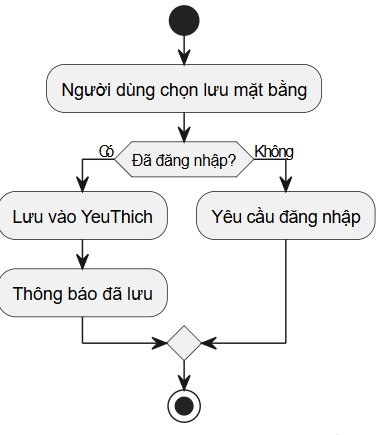 Người dùng chọn lưu mặt bằng
Có
Đã đăng nhập?
Không
Lưu vào YeuThich
Yêu cầu đăng nhập
Thông báo đã lưu